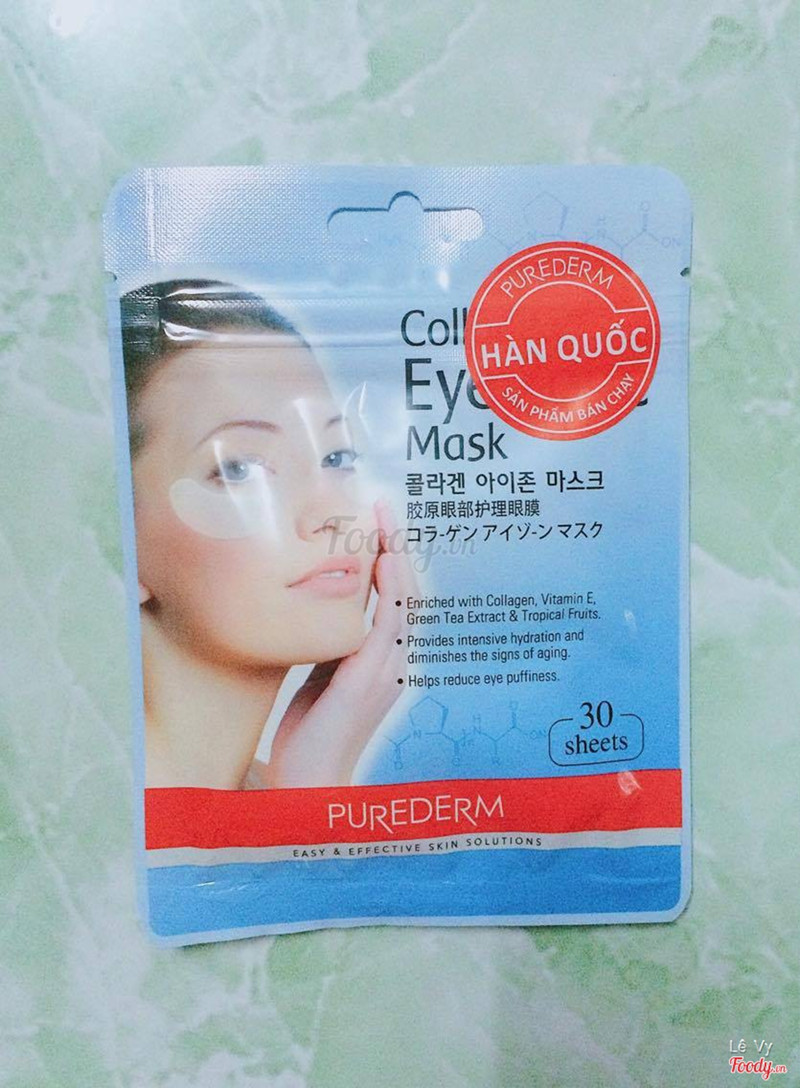 PUREDERM
HÀN QUỐC
SẢN PHẨM BÁN CHẠY
Coll
Eye
Mask
콜라겐 아이존 마스크
胶原眼部护理眼膜
コラ-ゲン アイゾ-ン マスク
Foody.vn
• Enriched with Collagen, Vitamin E,
Green Tea Extract & Tropical Fruits.
• Provides intensive hydration and
diminishes the signs of aging.
• Helps reduce eye puffiness.
30
sheets
PUREDERM
EASY & EFFECTIVE SKIN SOLUTIONS
Lê Vy
Foody.vn